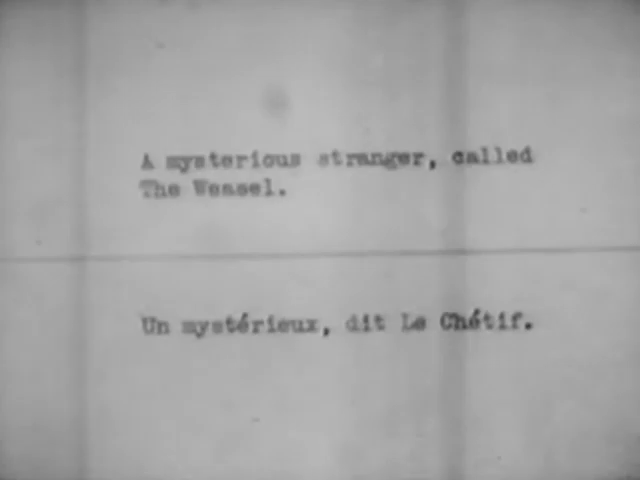 A mysterious stranger, called
The Weasel.
Un mystérieux, dit Le Chétif.